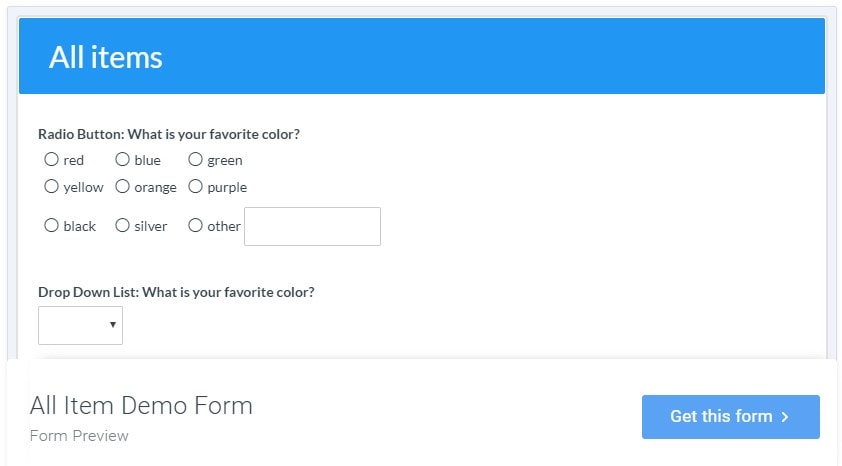 All items
Radio Button: What is your favorite color?
red blue green
yellow orange purple
black silver other
Drop Down List: What is your favorite color?
All Item Demo Form
Get this form >
Form Preview